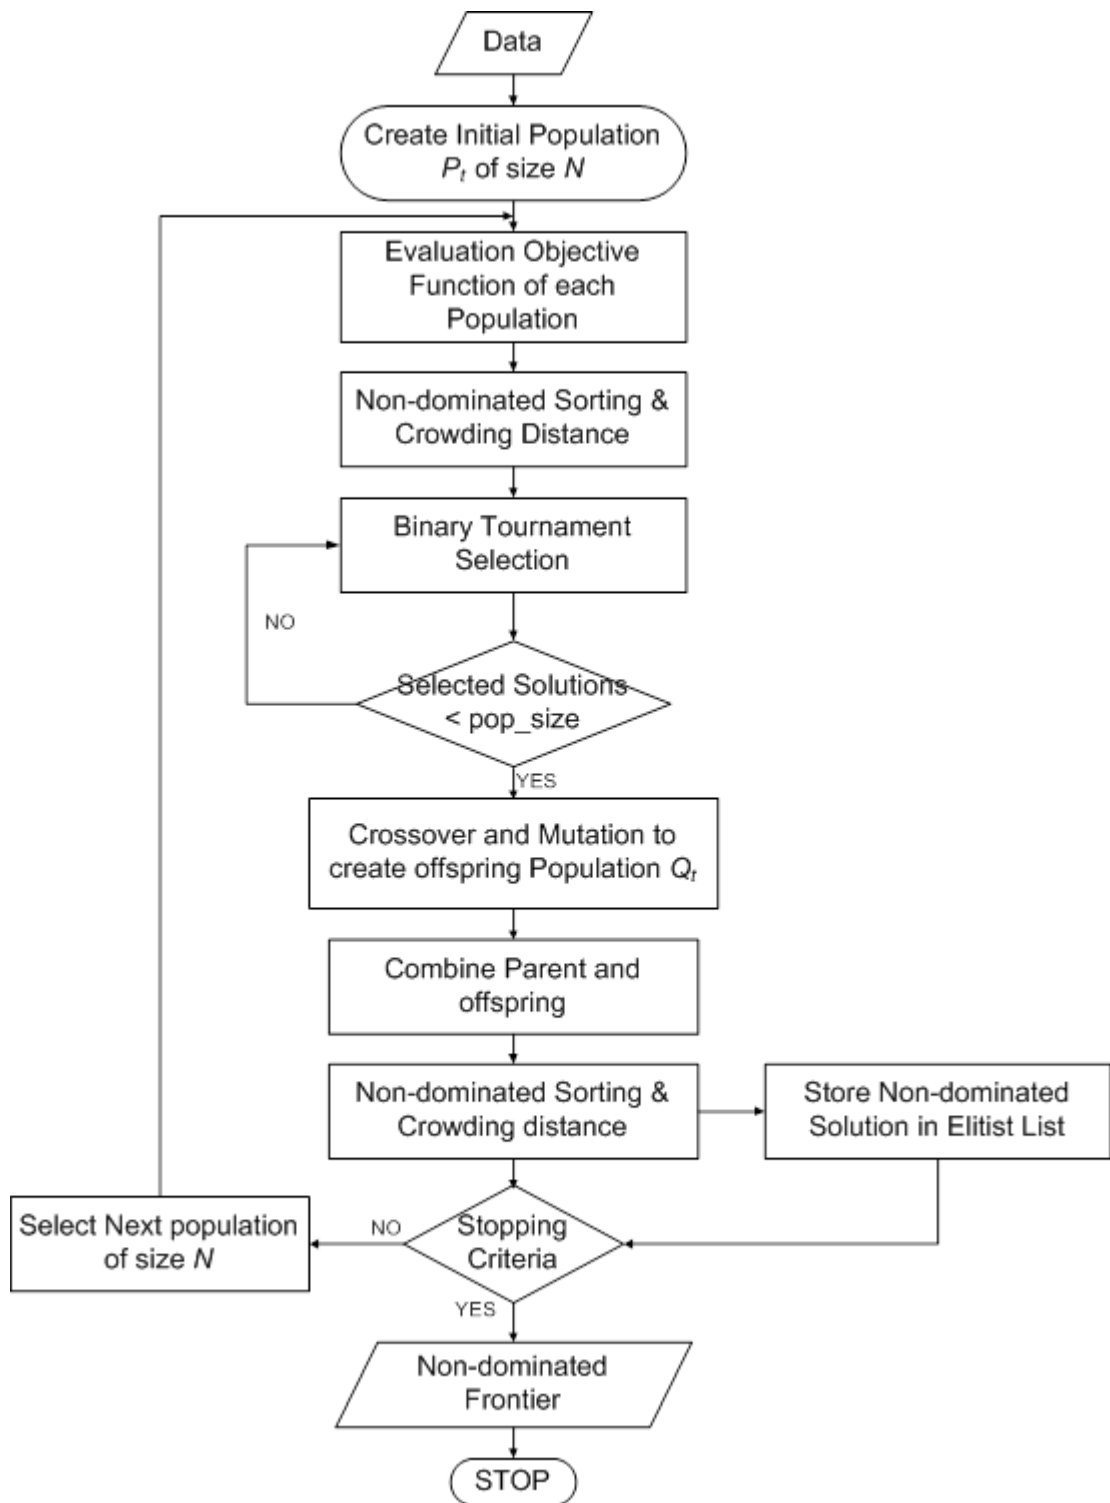 Data
Create Initial Population
Pt of size N
Evaluation Objective
Function of each
Population
Non-dominated Sorting &
Crowding Distance
Binary Tournament
Selection
NO
Selected Solutions
< pop_size
YES
Crossover and Mutation to
create offspring Population Qt
Combine Parent and
offspring
Non-dominated Sorting &
Crowding distance
Store Non-dominated
Solution in Elitist List
Select Next population
of size N
NO
Stopping
Criteria
YES
Non-dominated
Frontier
STOP